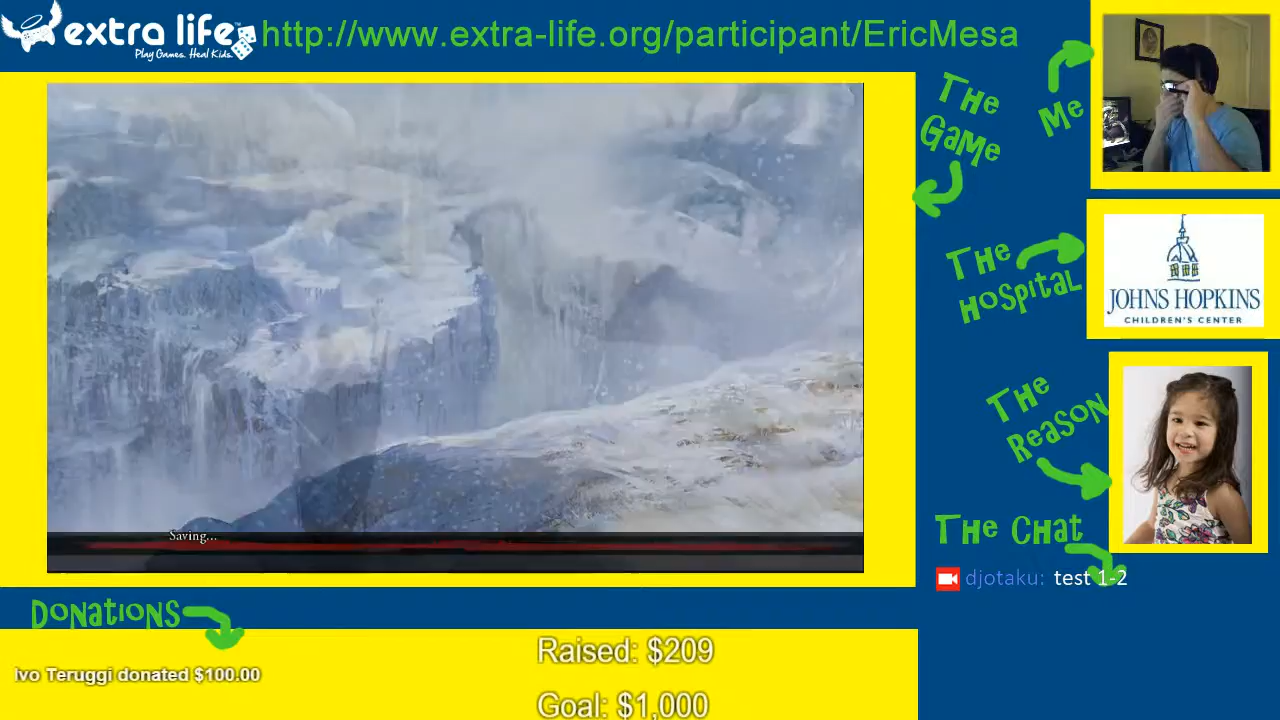 extra life
Play Games. Heal Kids.
http://www.extra-life.org/participant/EricMesa
The
Game
Me
The
Hospital
JOHNS HOPKINS
CHILDREN'S CENTER
The
Reason
Saving...
The Chat
djotaku: test 1-2
Donations
Ivo Teruggi donated $100.00
Raised: $209
Goal: $1,000